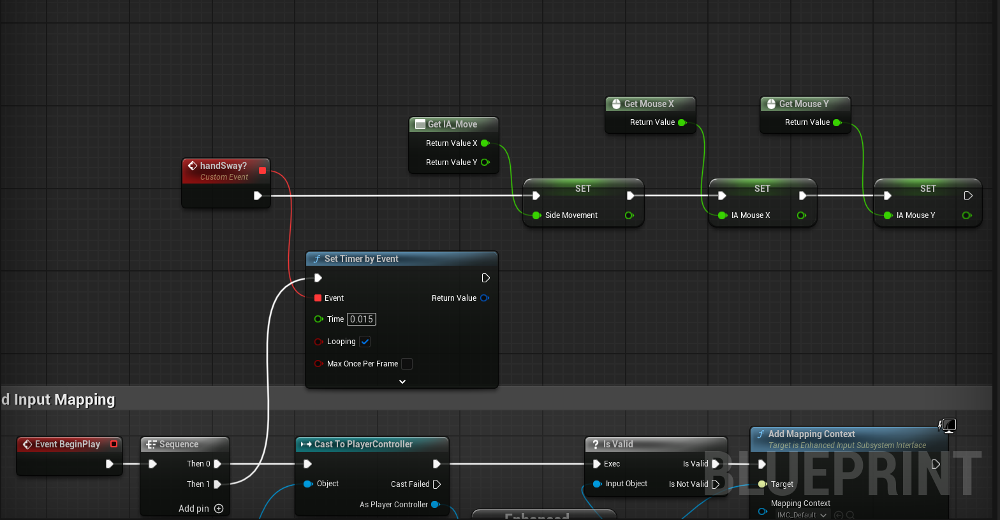 Get Mouse X
Return Value
Get Mouse Y
Return Value
Get IA_Move
Return Value X
Return Value Y
handSway?
Custom Event
SET
Side Movement
SET
IA Mouse X
SET
IA Mouse Y
Set Timer by Event
Event
Return Value
Time 0.015
Looping
Max Once Per Frame
d Input Mapping
Event BeginPlay
Sequence
Then 0
Then 1
Add pin
Cast To PlayerController
Object
Cast Failed
As Player Controller
Is Valid
Exec
Is Valid
Input Object
Is Not Valid
Add Mapping Context
Target is Enhanced Input Subsystem Interface
Target
Mapping Context
IMC_Default
Enhanced
BLUEPRINT